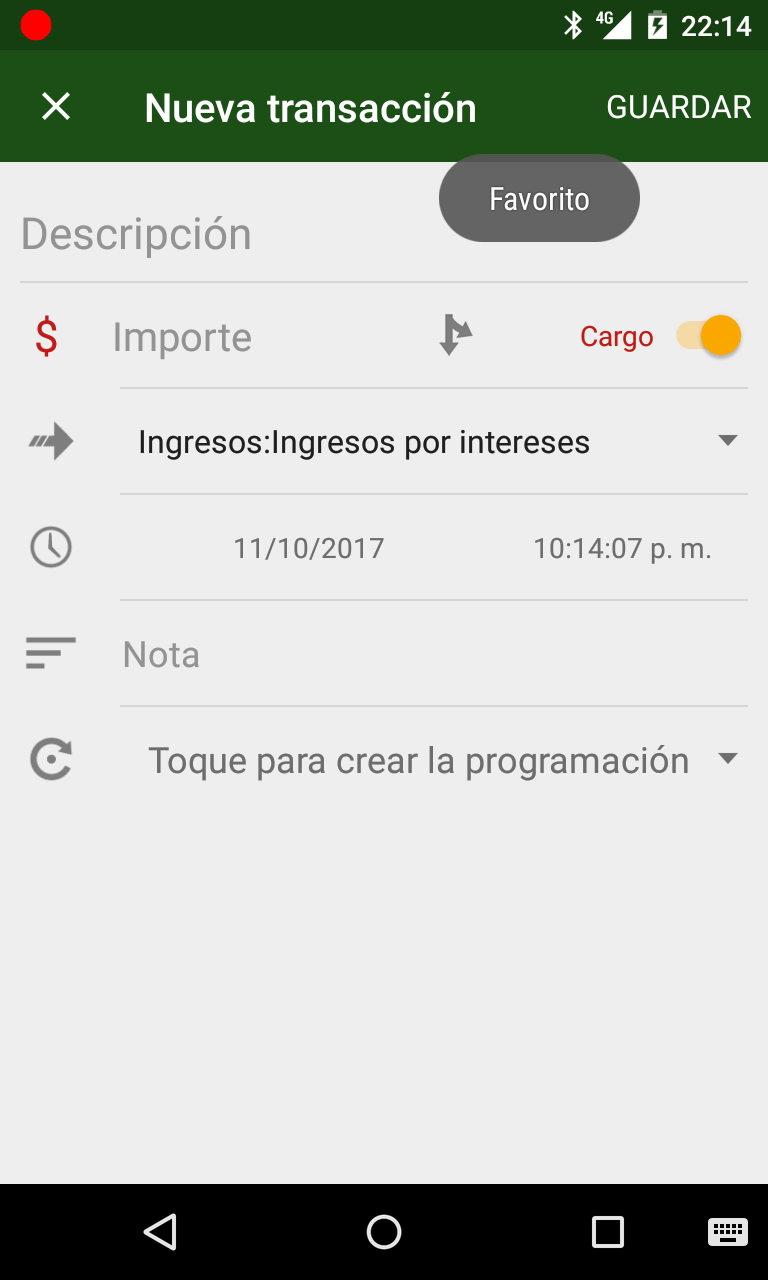 4G 22:14
Nueva transacción GUARDAR
Favorito
Descripción
$ Importe Cargo
Ingresos:Ingresos por intereses
11/10/2017 10:14:07 p. m.
Nota
Toque para crear la programación